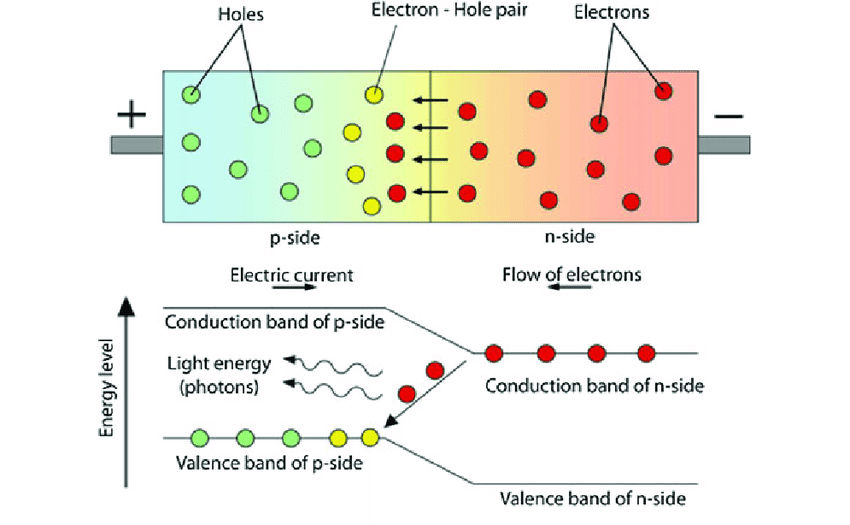 Holes
Electron - Hole pair
Electrons
+
−
p-side
n-side
Electric current
Flow of electrons
Conduction band of p-side
Energy level
Light energy
(photons)
Conduction band of n-side
Valence band of p-side
Valence band of n-side